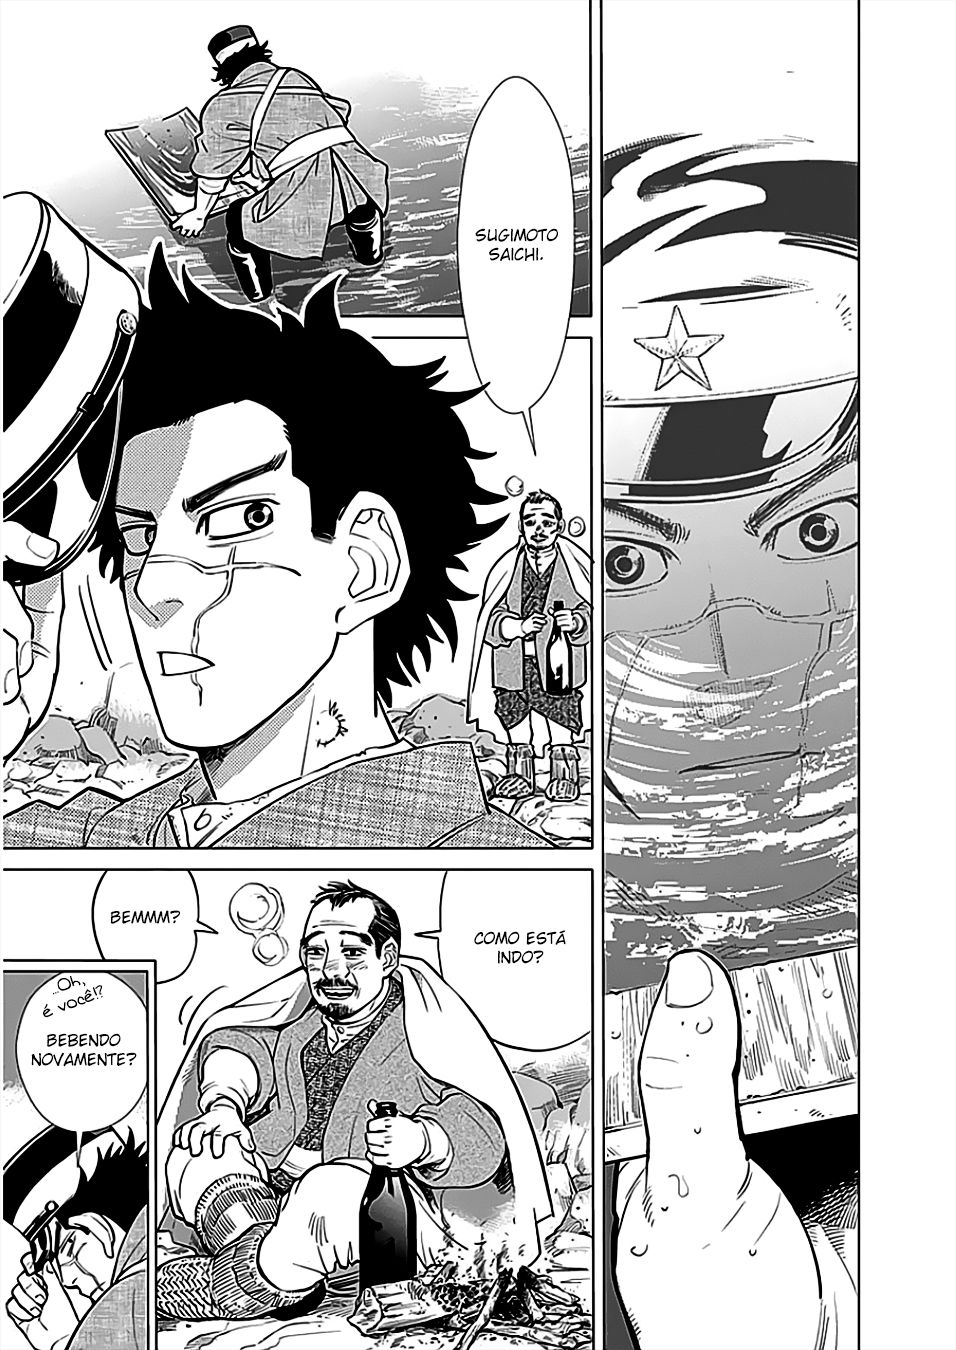 SUGIMOTO
SAICHI.
COMO ESTÁ
INDO?
BEMMM?
...Oh,
é você!?
BEBENDO
NOVAMENTE?